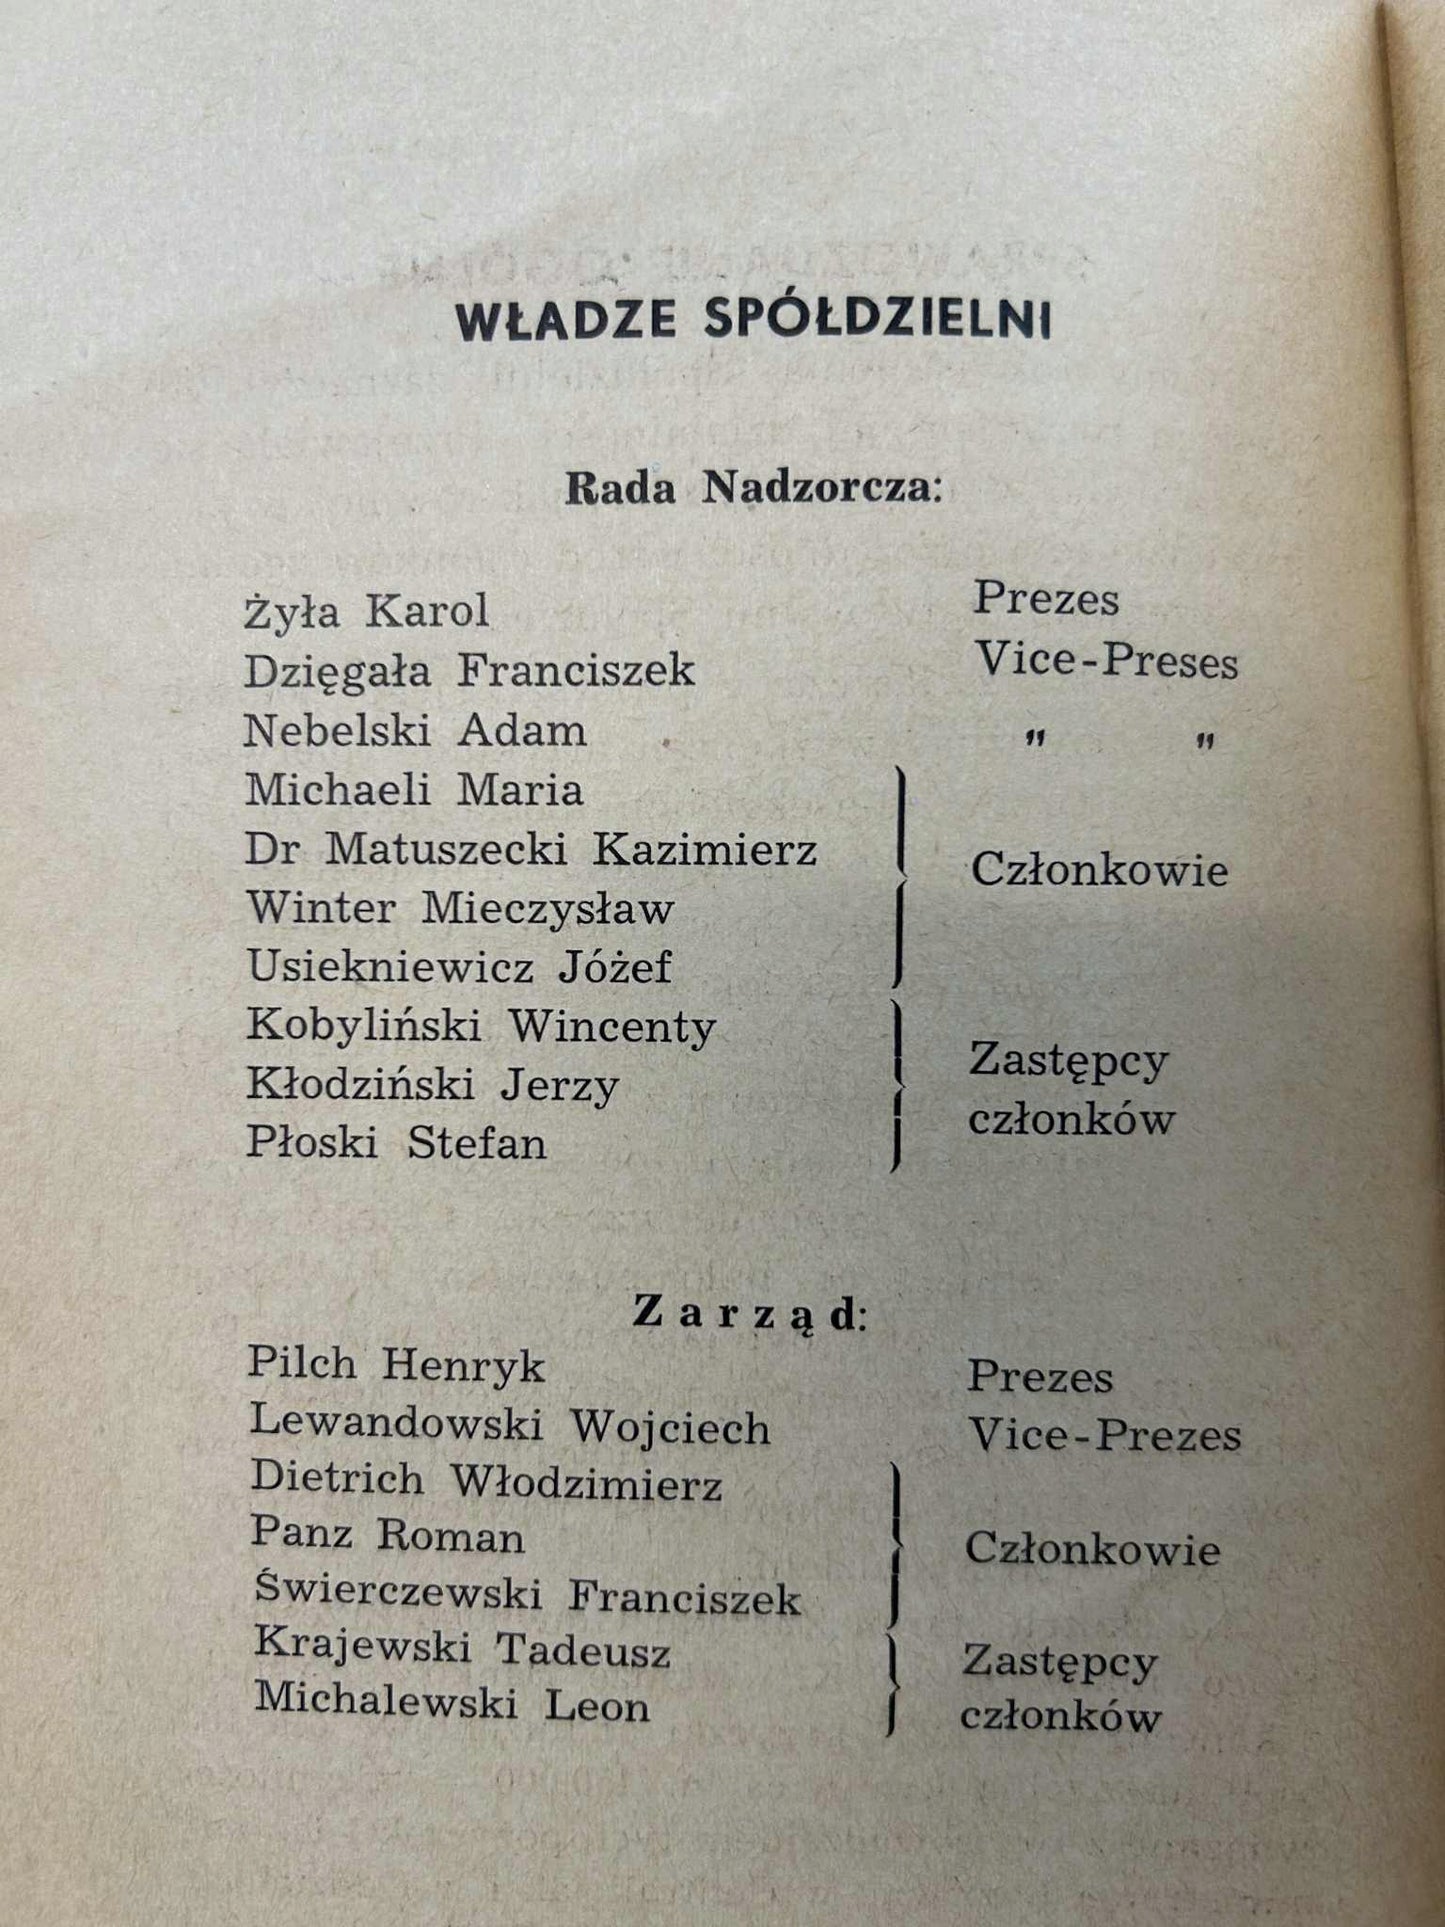 WŁADZE SPÓŁDZIELNI
Rada Nadzorcza:
Żyła Karol Prezes
Dzięgała Franciszek Vice-Preses
Nebelski Adam " "
Michaeli Maria
Dr Matuszecki Kazimierz Członkowie
Winter Mieczysław
Usiekniewicz Jóżef
Kobyliński Wincenty
Kłodziński Jerzy Zastępcy
Płoski Stefan członków
Zarząd:
Pilch Henryk Prezes
Lewandowski Wojciech Vice-Prezes
Dietrich Włodzimierz
Panz Roman Członkowie
Świerczewski Franciszek
Krajewski Tadeusz Zastępcy
Michalewski Leon członków